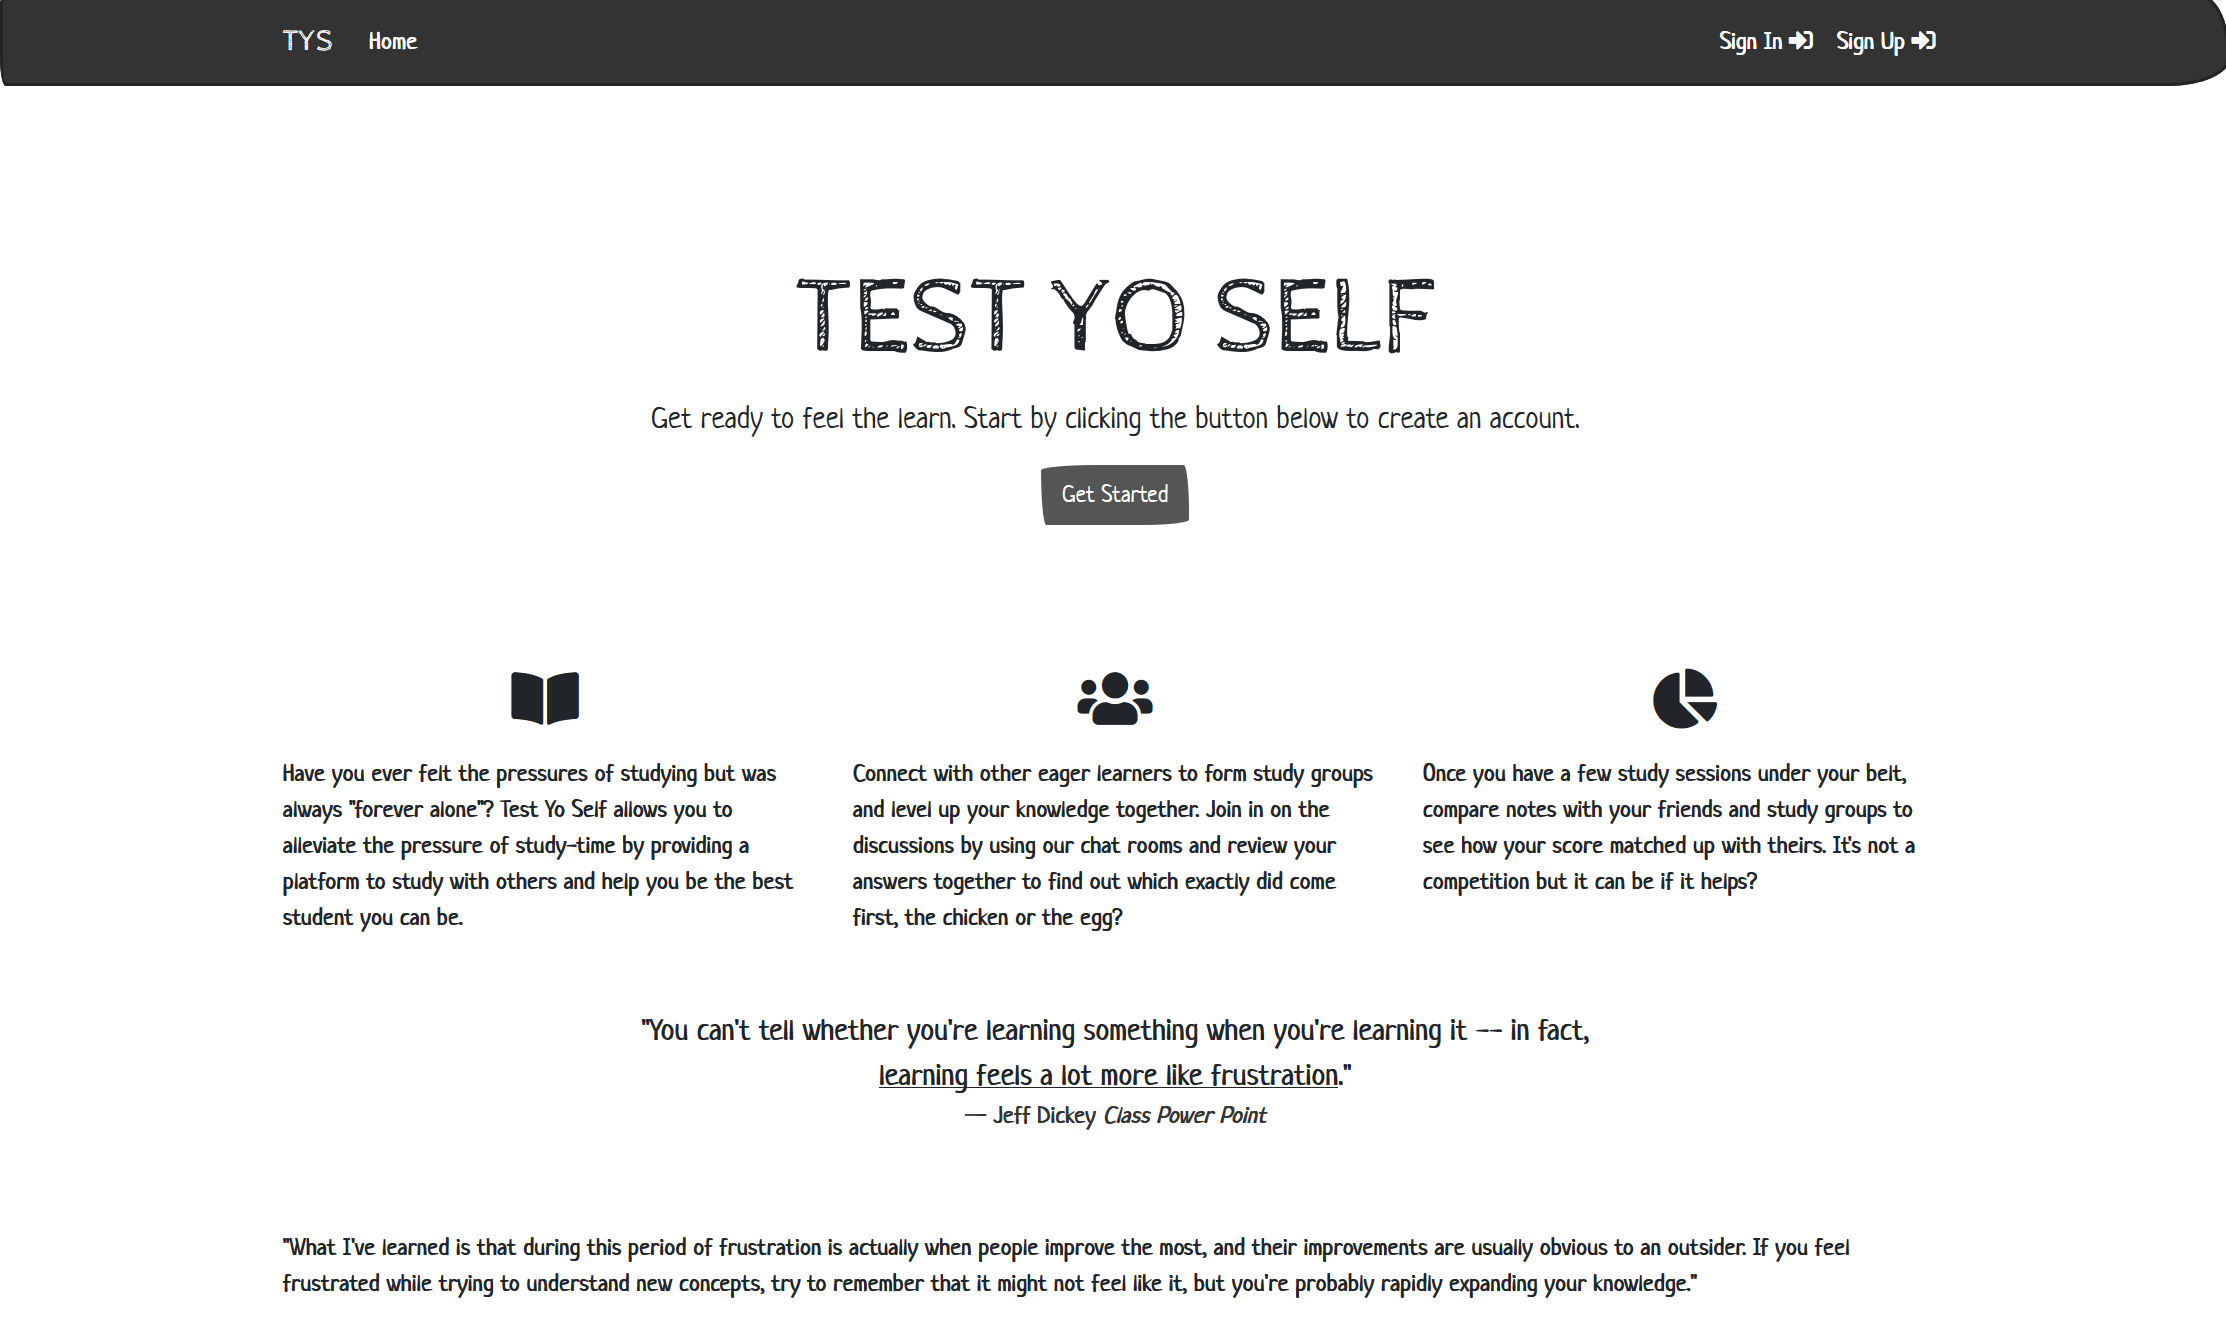 TYS Home Sign In Sign Up
TEST YO SELF
Get ready to feel the learn. Start by clicking the button below to create an account.
Get Started
Have you ever felt the pressures of studying but was
always "forever alone"? Test Yo Self allows you to
alleviate the pressure of study-time by providing a
platform to study with others and help you be the best
student you can be.
Connect with other eager learners to form study groups
and level up your knowledge together. Join in on the
discussions by using our chat rooms and review your
answers together to find out which exactly did come
first, the chicken or the egg?
Once you have a few study sessions under your belt,
compare notes with your friends and study groups to
see how your score matched up with theirs. It's not a
competition but it can be if it helps?
"You can't tell whether you're learning something when you're learning it -- in fact,
learning feels a lot more like frustration."
— Jeff Dickey Class Power Point
"What I've learned is that during this period of frustration is actually when people improve the most, and their improvements are usually obvious to an outsider. If you feel
frustrated while trying to understand new concepts, try to remember that it might not feel like it, but you're probably rapidly expanding your knowledge."